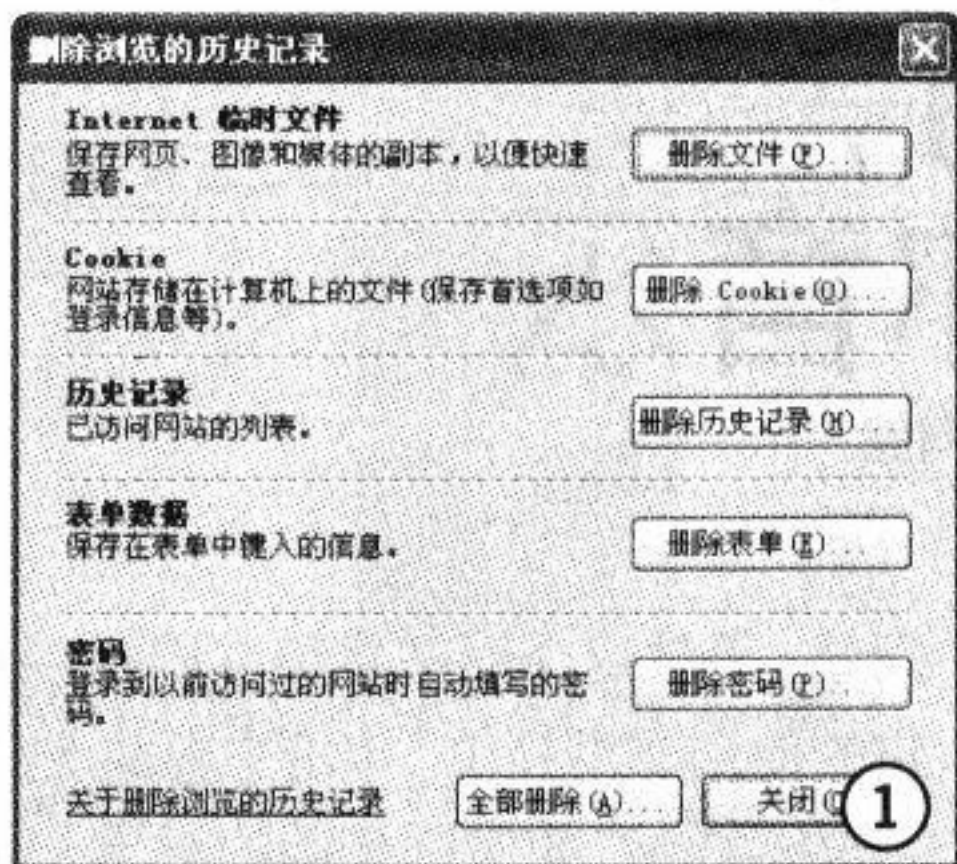 删除浏览的历史记录
Internet 临时文件
保存网页、图像和媒体的副本，以便快速
查看。
删除文件(F)...
Cookie
网站存储在计算机上的文件(保存首选项如
登录信息等)。
删除 Cookie(O)...
历史记录
已访问网站的列表。
删除历史记录(H)...
表单数据
保存在表单中键入的信息。
删除表单(E)...
密码
登录到以前访问过的网站时自动填写的密
码。
删除密码(P)...
关于删除浏览的历史记录
全部删除(A)...
关闭
1